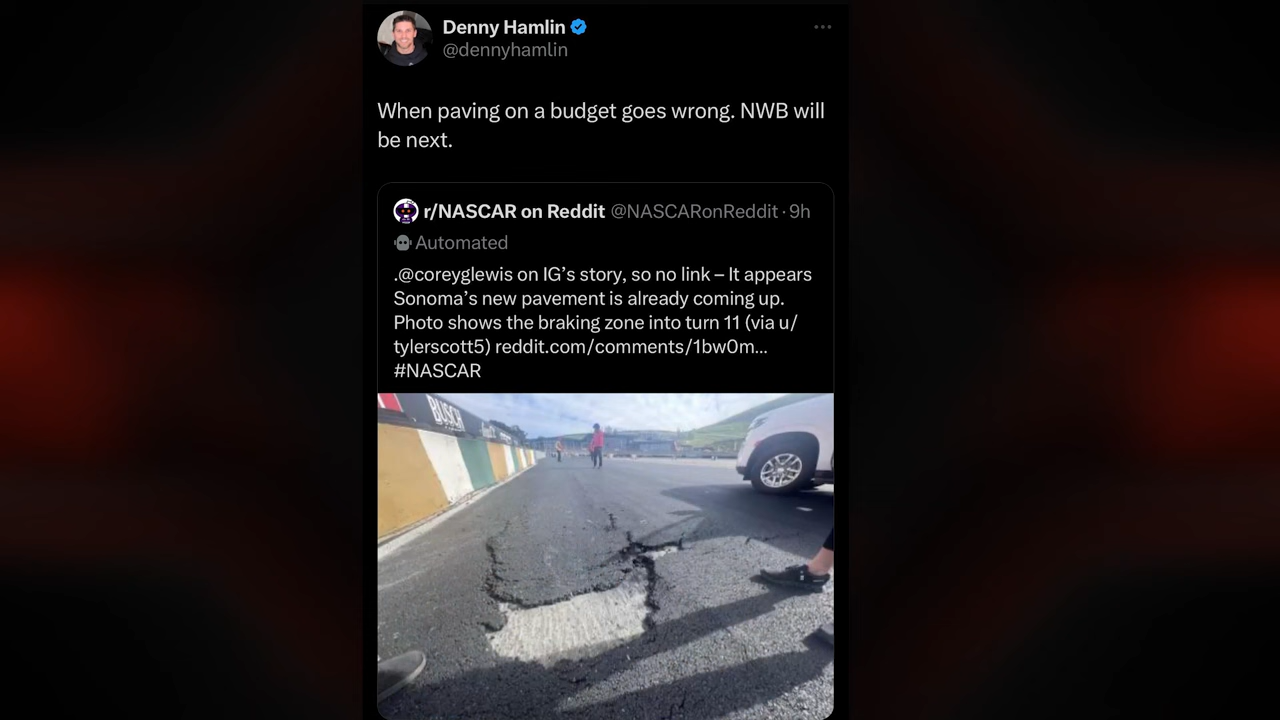 Denny Hamlin
@dennyhamlin
When paving on a budget goes wrong. NWB will
be next.
r/NASCAR on Reddit @NASCARonReddit · 9h
Automated
.@coreyglewis on IG’s story, so no link – It appears
Sonoma’s new pavement is already coming up.
Photo shows the braking zone into turn 11 (via u/
tylerscott5) reddit.com/comments/1bw0m...
#NASCAR
BUSCH